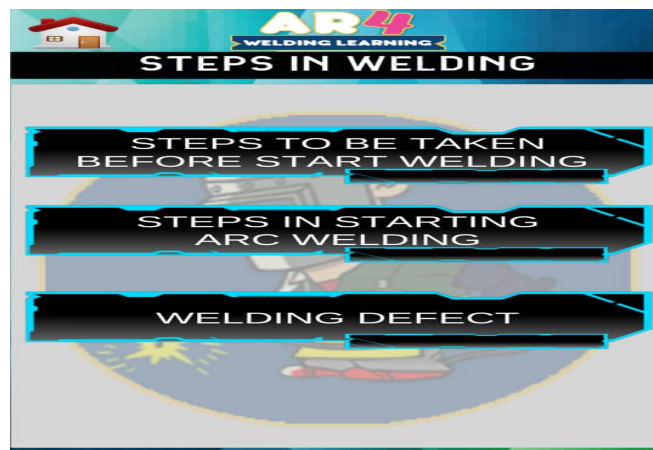 AR4
WELDING LEARNING
STEPS IN WELDING
STEPS TO BE TAKEN
BEFORE START WELDING
STEPS IN STARTING
ARC WELDING
WELDING DEFECT